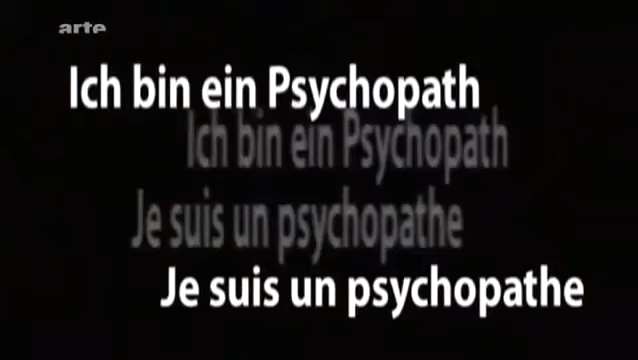 arte
Ich bin ein Psychopath
Ich bin ein Psychopath
Je suis un psychopathe
Je suis un psychopathe